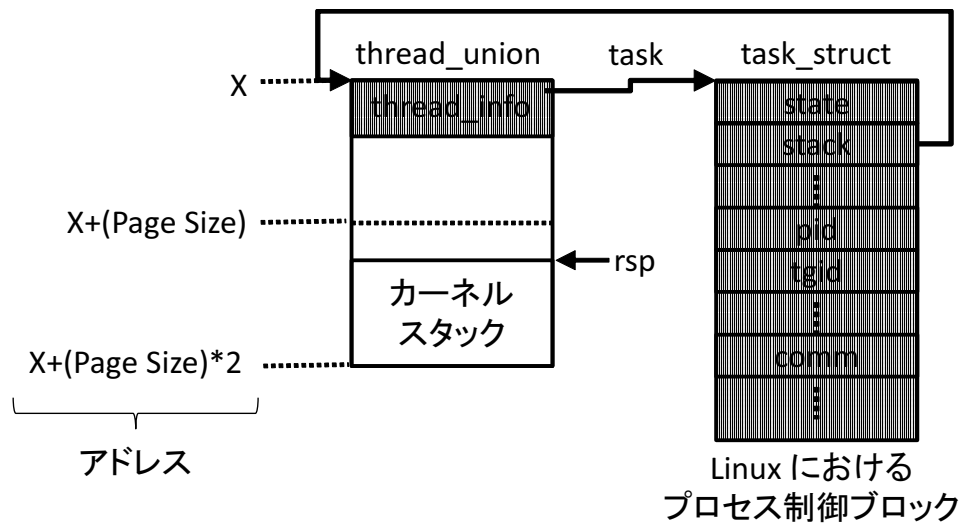 thread_union
task
task_struct
X
thread_info
state
stack
X+(Page Size)
pid
rsp
tgid
カーネル
スタック
X+(Page Size)*2
comm
アドレス
Linux における
プロセス制御ブロック